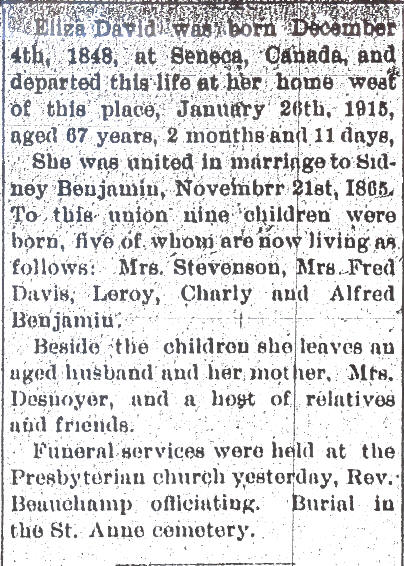 Eliza David was born December
4th, 1848, at Seneca, Canada, and
departed this life at her home west
of this place, January 26th, 1915,
aged 67 years, 2 months and 11 days,
She was united in marriage to Sid-
ney Benjamin, Novembrr 21st, 1865.
To this union nine children were
born, five of whom are now living as
follows: Mrs. Stevenson, Mrs. Fred
Davis, Leroy, Charly and Alfred
Benjamin.
Beside the children she leaves an
aged husband and her mother, Mrs.
Desnoyer, and a host of relatives
and friends.
Funeral services were held at the
Presbyterian church yesterday, Rev.
Beauchamp officiating. Burial in
the St. Anne cemetery.